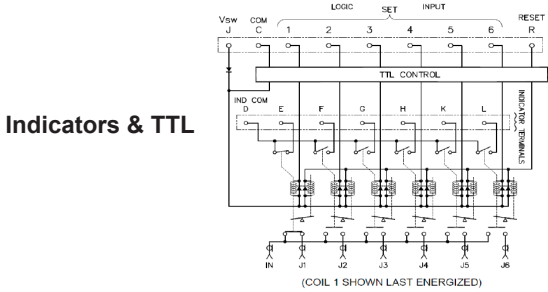 LOGIC SET INPUT
Vsw COM RESET
J C 1 2 3 4 5 6 R
TTL CONTROL
IND COM
D E F G H K L
INDICATOR TERMINALS
Indicators & TTL
IN J1 J2 J3 J4 J5 J6
(COIL 1 SHOWN LAST ENERGIZED)